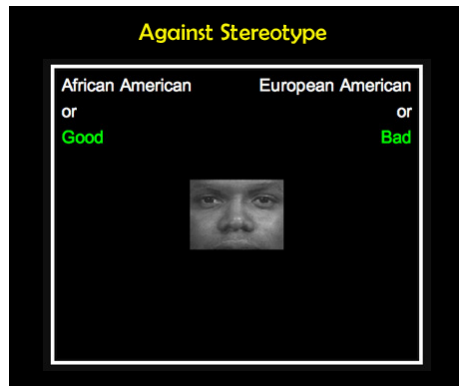 Against Stereotype
African American European American
or or
Good Bad